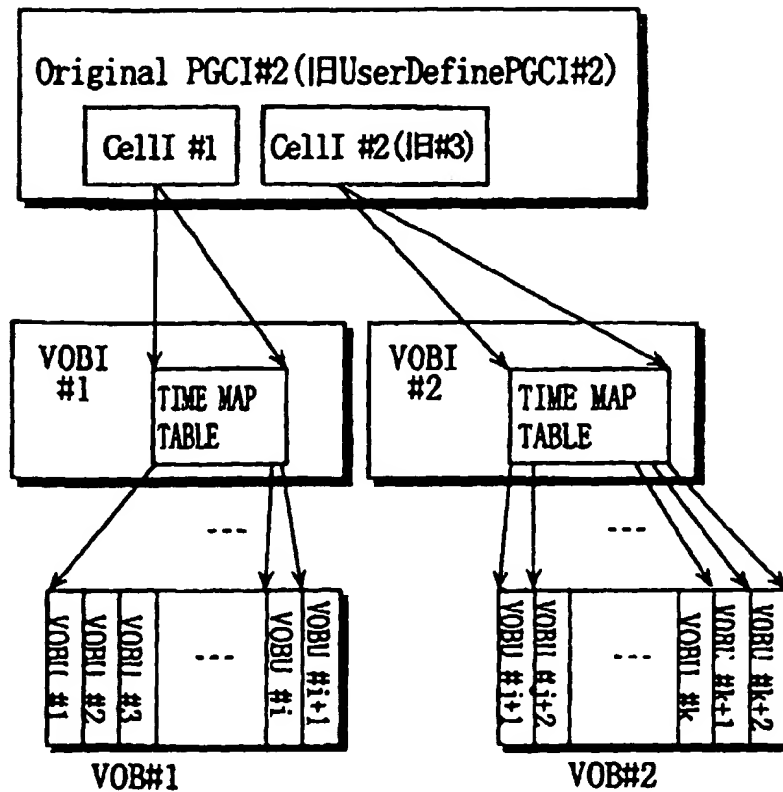 Original PGCI#2(旧UserDefinePGCI#2)
CellI #1
CellI #2(旧#3)
VOBI
#1
TIME MAP
TABLE
VOBI
#2
TIME MAP
TABLE
---
---
VOBU #1
VOBU #2
VOBU #3
---
VOBU #i
VOBU #i+1
VOBU #j+1
VOBU #j+2
---
VOBU #k
VOBU #k+1
VOBU #k+2
VOB#1
VOB#2